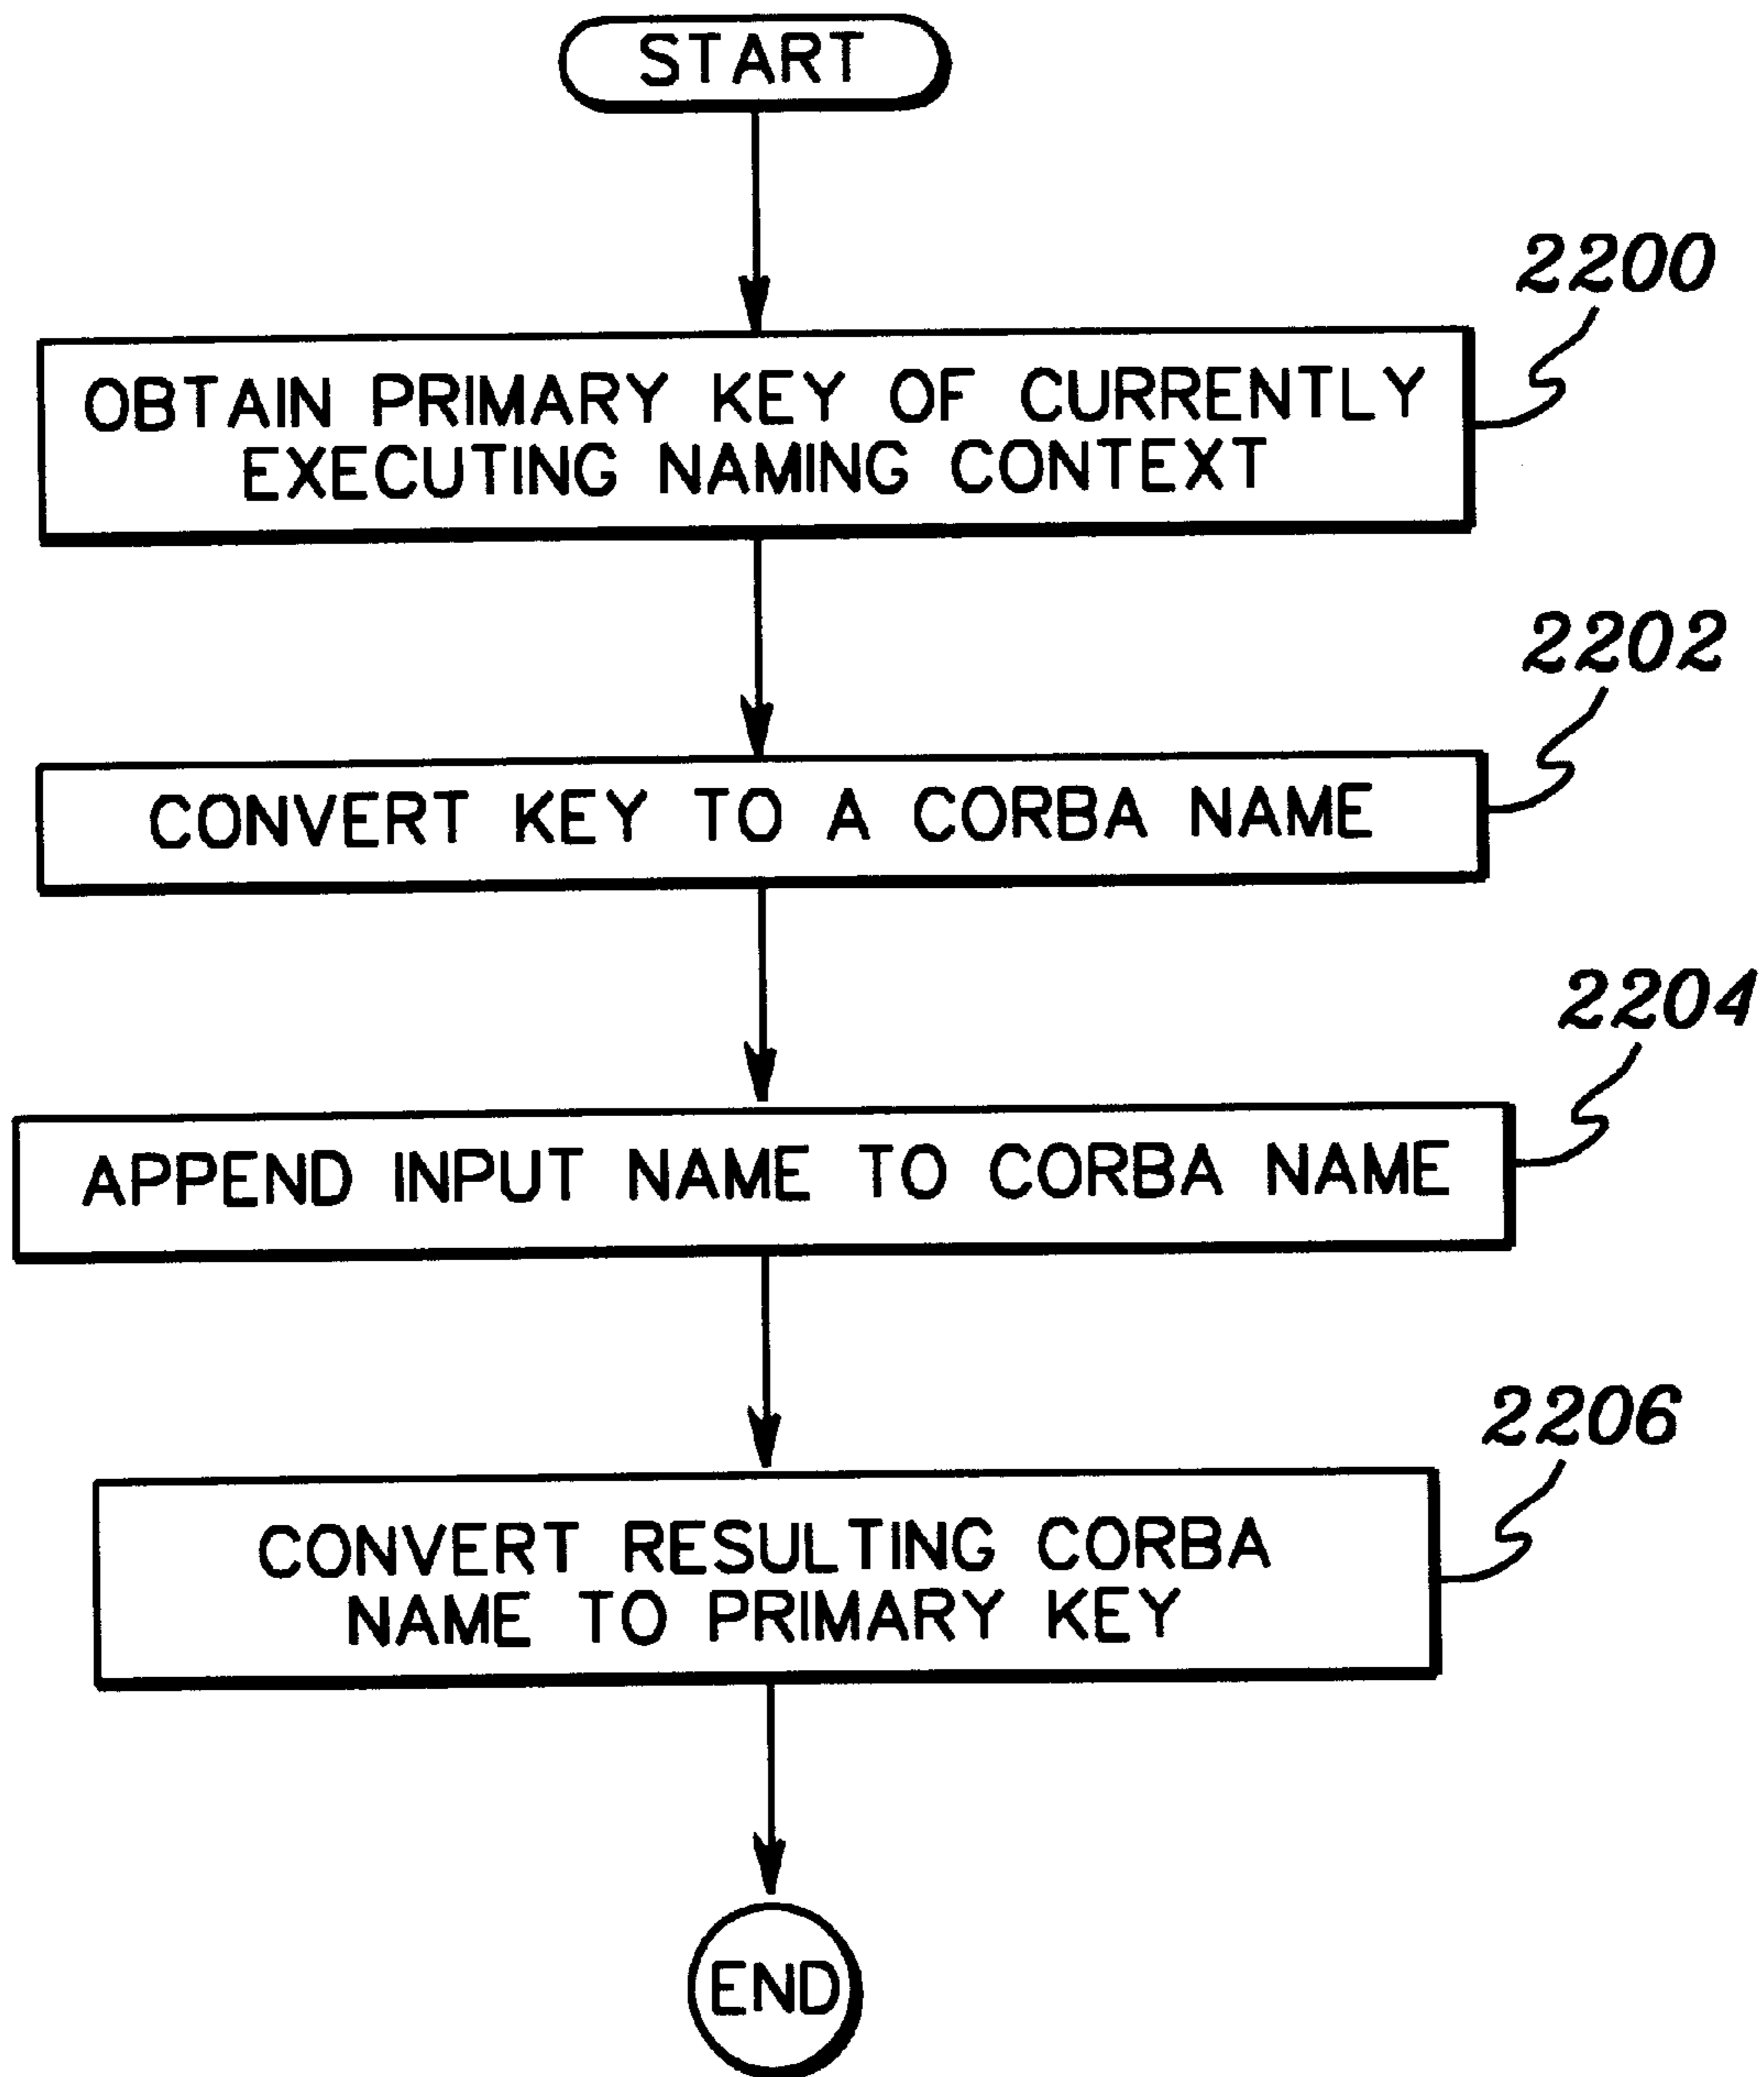 START
2200
OBTAIN PRIMARY KEY OF CURRENTLY
EXECUTING NAMING CONTEXT
2202
CONVERT KEY TO A CORBA NAME
2204
APPEND INPUT NAME TO CORBA NAME
2206
CONVERT RESULTING CORBA
NAME TO PRIMARY KEY
END